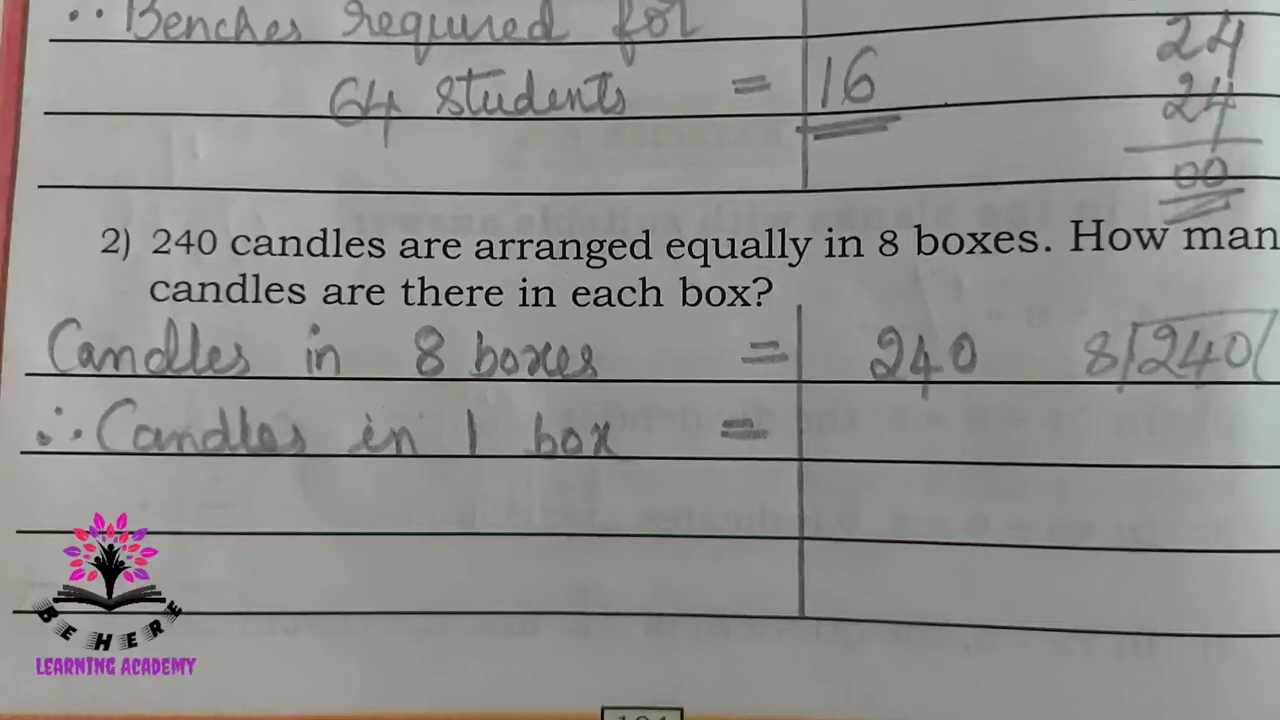 ∴ Benches required for
64 students = 16
24
24
00
2) 240 candles are arranged equally in 8 boxes. How man
candles are there in each box?
Candles in 8 boxes = 240 8)240(
∴ Candles in 1 box =
BE HERE
LEARNING ACADEMY